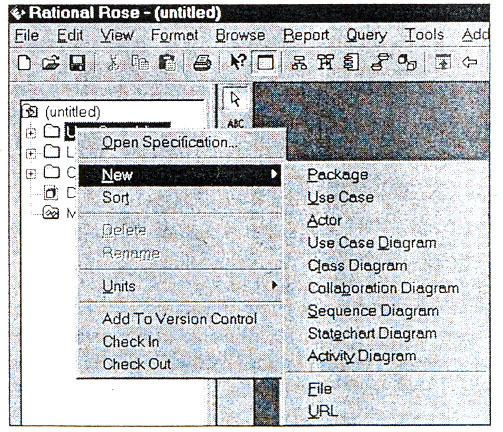 Rational Rose - (untitled)
File Edit View Format Browse Report Query Tools Add
(untitled)
ABC
L
C
D
M
Open Specification...
New
Sort
Delete
Rename
Units
Add To Version Control
Check In
Check Out
Package
Use Case
Actor
Use Case Diagram
Class Diagram
Collaboration Diagram
Sequence Diagram
Statechart Diagram
Activity Diagram
File
URL